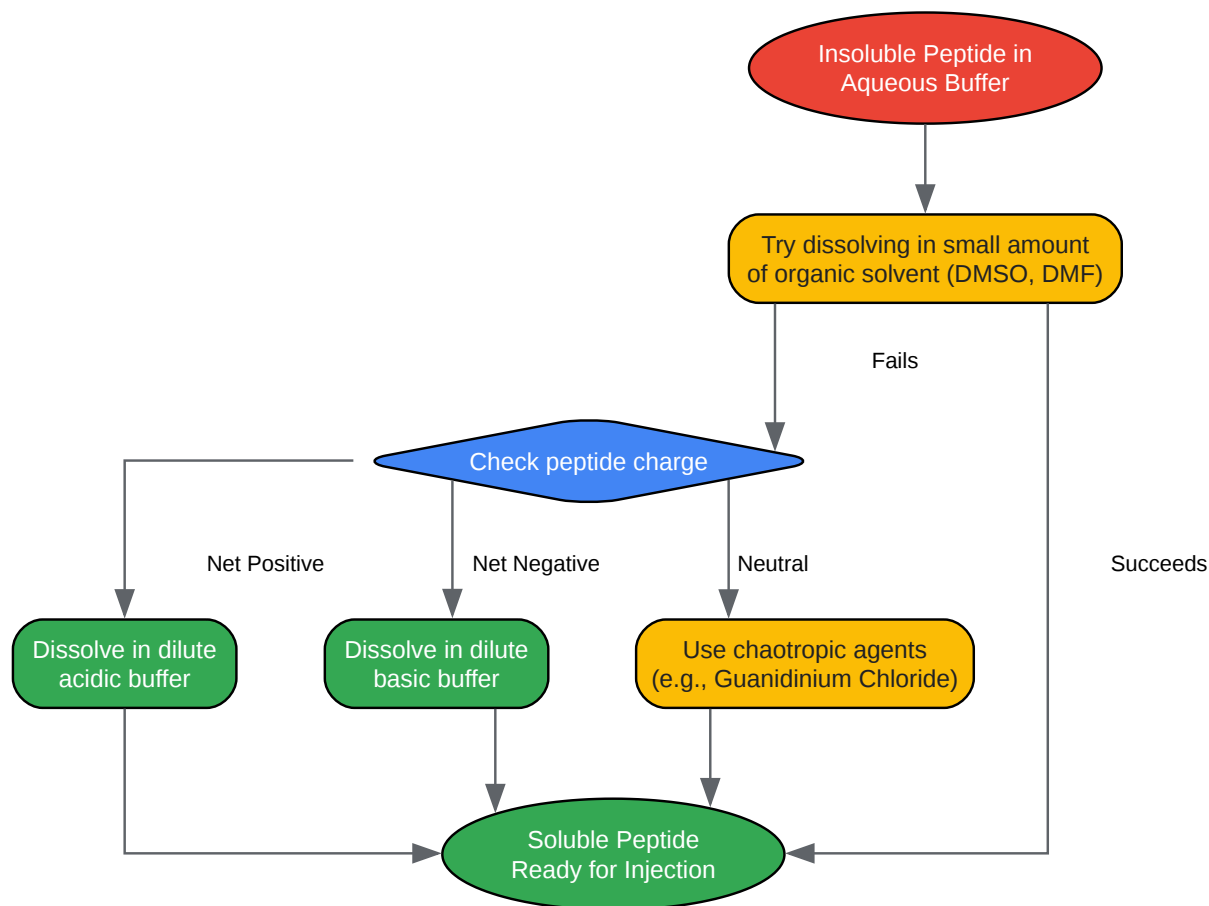 Insoluble Peptide in
Aqueous Buffer
Try dissolving in small amount
of organic solvent (DMSO, DMF)
Fails
Check peptide charge
Net Positive
Net Negative
Neutral
Succeeds
Dissolve in dilute
acidic buffer
Dissolve in dilute
basic buffer
Use chaotropic agents
(e.g., Guanidinium Chloride)
Soluble Peptide
Ready for Injection